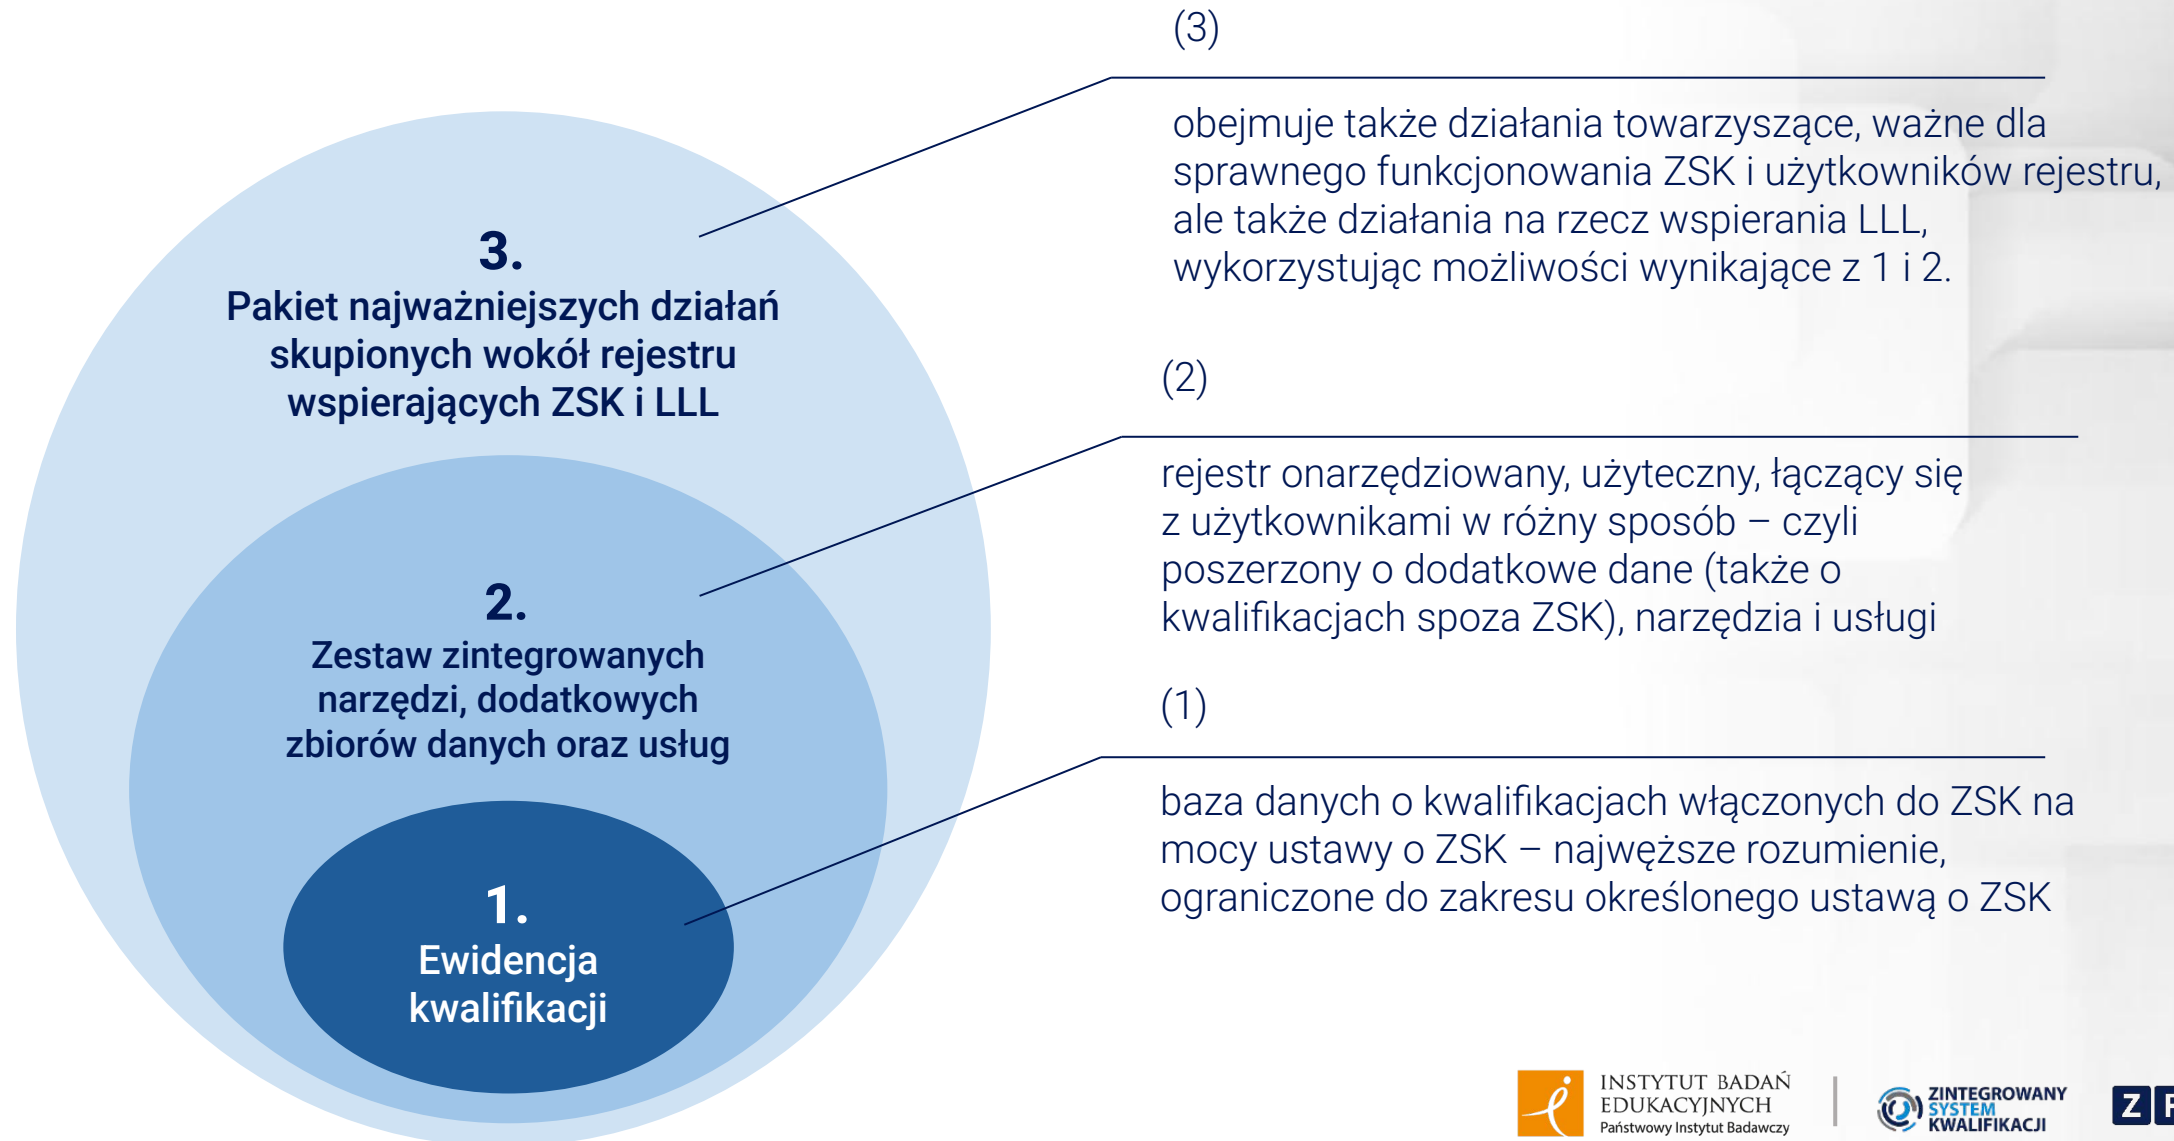 3.
Pakiet najważniejszych działań
skupionych wokół rejestru
wspierających ZSK i LLL
2.
Zestaw zintegrowanych
narzędzi, dodatkowych
zbiorów danych oraz usług
1.
Ewidencja
kwalifikacji
(3)
obejmuje także działania towarzyszące, ważne dla
sprawnego funkcjonowania ZSK i użytkowników rejestru,
ale także działania na rzecz wspierania LLL,
wykorzystując możliwości wynikające z 1 i 2.
(2)
rejestr onarzędziowany, użyteczny, łączący się
z użytkownikami w różny sposób – czyli
poszerzony o dodatkowe dane (także o
kwalifikacjach spoza ZSK), narzędzia i usługi
(1)
baza danych o kwalifikacjach włączonych do ZSK na
mocy ustawy o ZSK – najwęższe rozumienie,
ograniczone do zakresu określonego ustawą o ZSK
INSTYTUT BADAŃ
EDUKACYJNYCH
Państwowy Instytut Badawczy
ZINTEGROWANY
SYSTEM
KWALIFIKACJI
Z